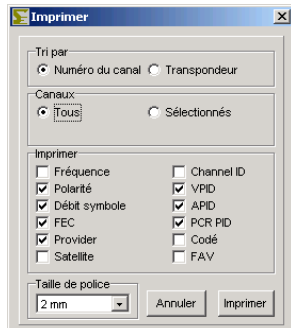 Imprimer
Tri par
Numéro du canal Transpondeur
Canaux
Tous Sélectionnés
Imprimer
Fréquence Channel ID
Polarité VPID
Débit symbole APID
FEC PCR PID
Provider Codé
Satellite FAV
Taille de police
2 mm Annuler Imprimer